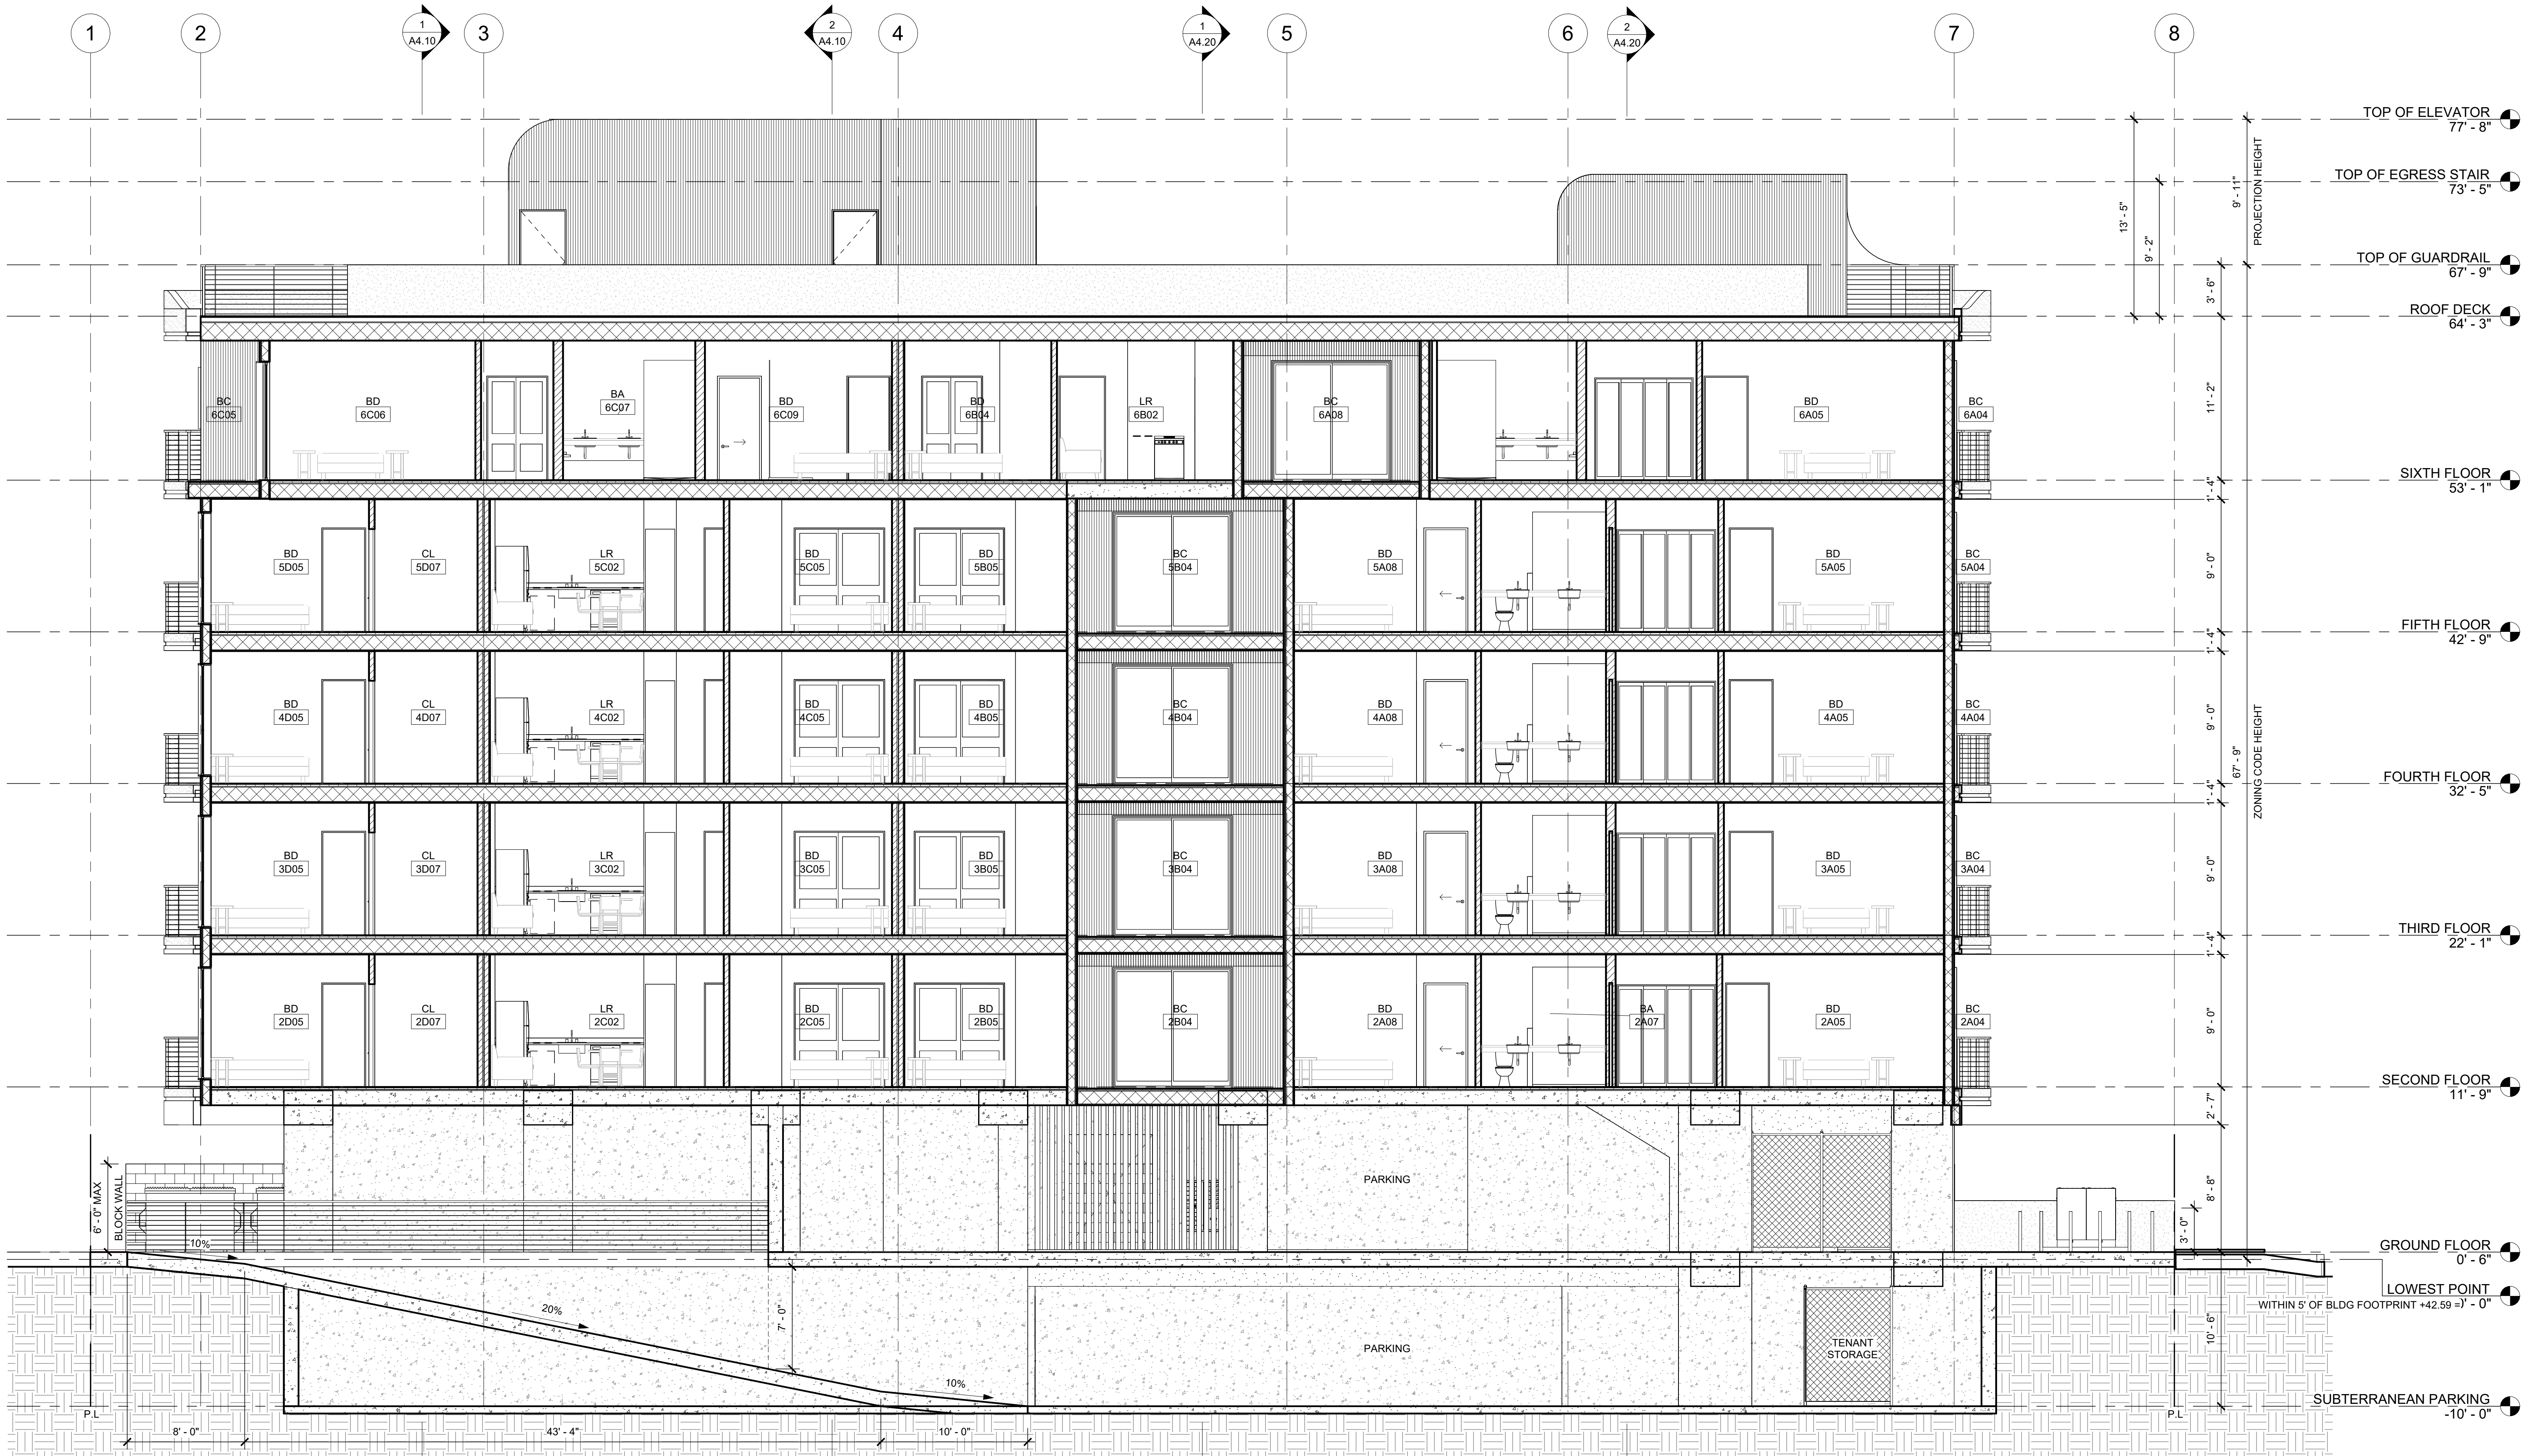 1
2
3
4
5
6
7
8
1
A4.10
2
A4.10
1
A4.20
2
A4.20
TOP OF ELEVATOR
77' - 8"
TOP OF EGRESS STAIR
73' - 5"
TOP OF GUARDRAIL
67' - 9"
ROOF DECK
64' - 3"
SIXTH FLOOR
53' - 1"
FIFTH FLOOR
42' - 9"
FOURTH FLOOR
32' - 5"
THIRD FLOOR
22' - 1"
SECOND FLOOR
11' - 9"
GROUND FLOOR
0' - 6"
LOWEST POINT
WITHIN 5' OF BLDG FOOTPRINT +42.59 =)' - 0"
SUBTERRANEAN PARKING
-10' - 0"
13' - 5"
9' - 2"
9' - 11"
PROJECTION HEIGHT
3' - 6"
11' - 2"
1' - 4"
9' - 0"
1' - 4"
9' - 0"
1' - 4"
9' - 0"
1' - 4"
9' - 0"
2' - 7"
8' - 8"
3' - 0"
10' - 6"
67' - 9"
ZONING CODE HEIGHT
BC
6C05
BD
6C06
BA
6C07
BD
6C09
BD
6B04
LR
6B02
BC
6A08
BD
6A05
BC
6A04
BD
5D05
CL
5D07
LR
5C02
BD
5C05
BD
5B05
BC
5B04
BD
5A08
BD
5A05
BC
5A04
BD
4D05
CL
4D07
LR
4C02
BD
4C05
BD
4B05
BC
4B04
BD
4A08
BD
4A05
BC
4A04
BD
3D05
CL
3D07
LR
3C02
BD
3C05
BD
3B05
BC
3B04
BD
3A08
BD
3A05
BC
3A04
BD
2D05
CL
2D07
LR
2C02
BD
2C05
BD
2B05
BC
2B04
BD
2A08
BA
2A07
BD
2A05
BC
2A04
6' - 0" MAX
BLOCK WALL
10%
PARKING
20%
7' - 0"
10%
PARKING
TENANT
STORAGE
P.L
P.L
8' - 0"
43' - 4"
10' - 0"